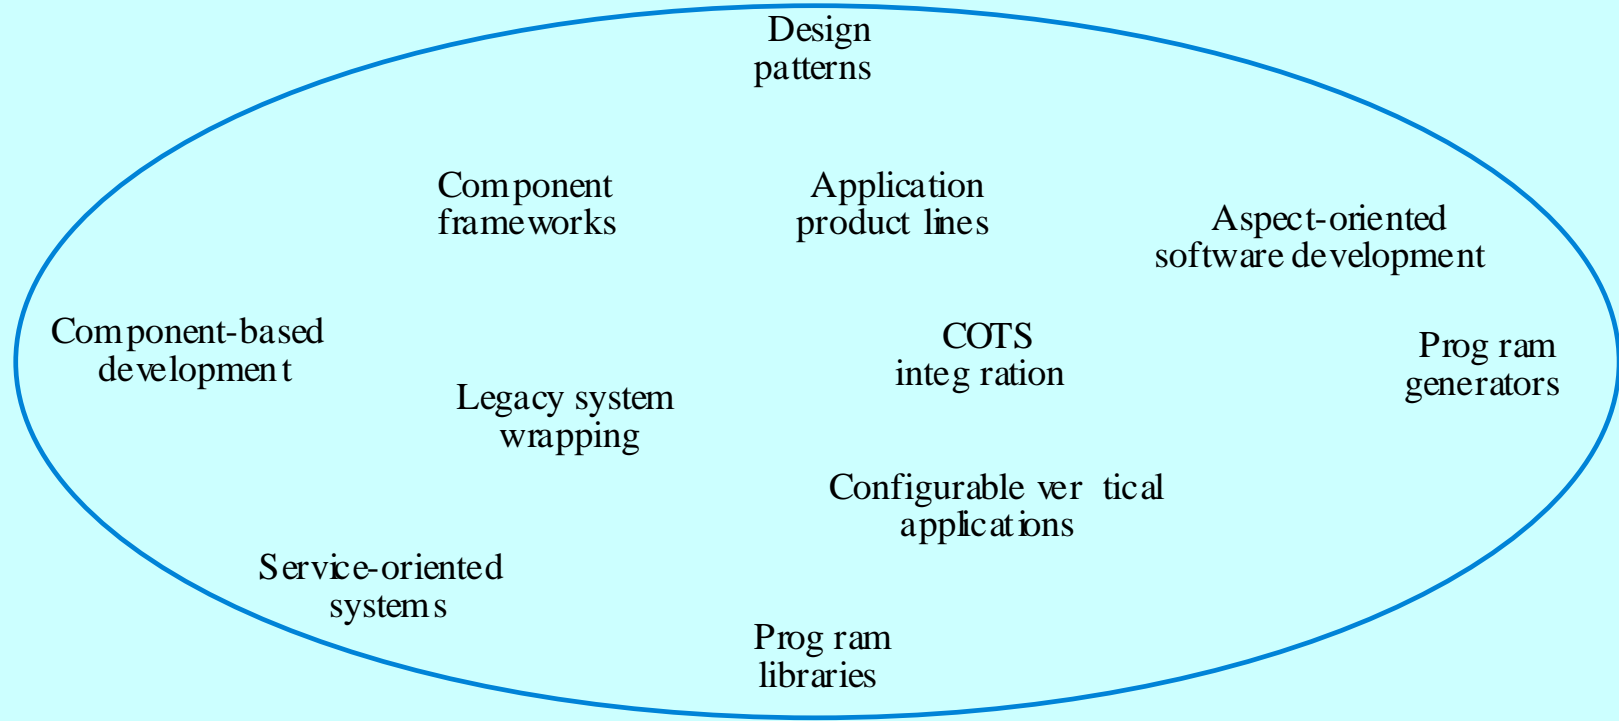 Design
patterns
Component
frameworks
Application
product lines
Aspect-oriented
software development
Component-based
development
COTS
integration
Program
generators
Legacy system
wrapping
Configurable vertical
applications
Service-oriented
systems
Program
libraries